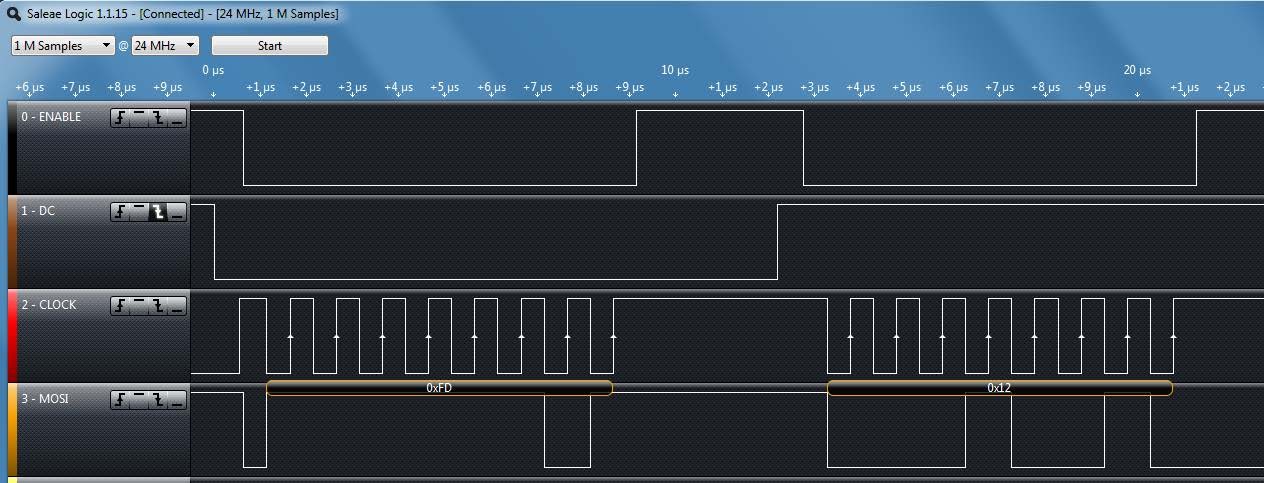 Saleae Logic 1.1.15 - [Connected] - [24 MHz, 1 M Samples]
1 M Samples @ 24 MHz Start
0 µs 10 µs 20 µs
+6 µs +7 µs +8 µs +9 µs +1 µs +2 µs +3 µs +4 µs +5 µs +6 µs +7 µs +8 µs +9 µs +1 µs +2 µs +3 µs +4 µs +5 µs +6 µs +7 µs +8 µs +9 µs +1 µs +2 µs
0 - ENABLE
1 - DC
2 - CLOCK
0xFD 0x12
3 - MOSI